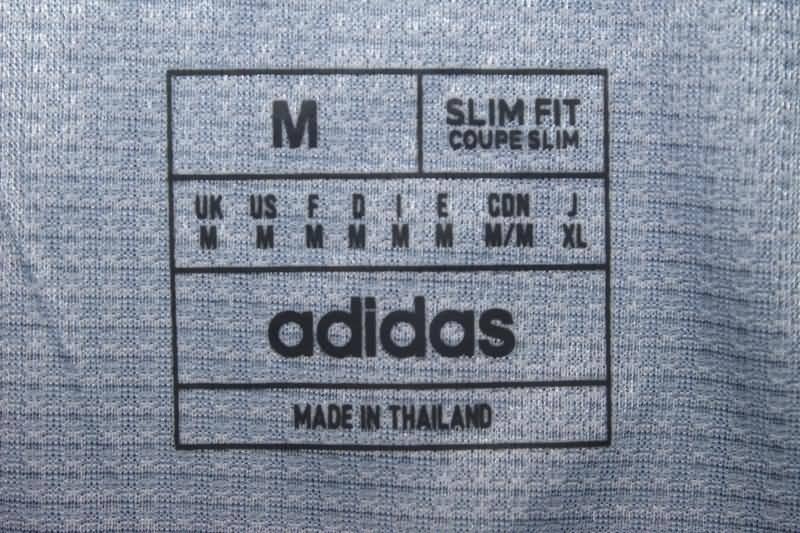 M
SLIM FIT
COUPE SLIM
UK US F D I E CDN J
M M M M M M M/M XL
adidas
MADE IN THAILAND